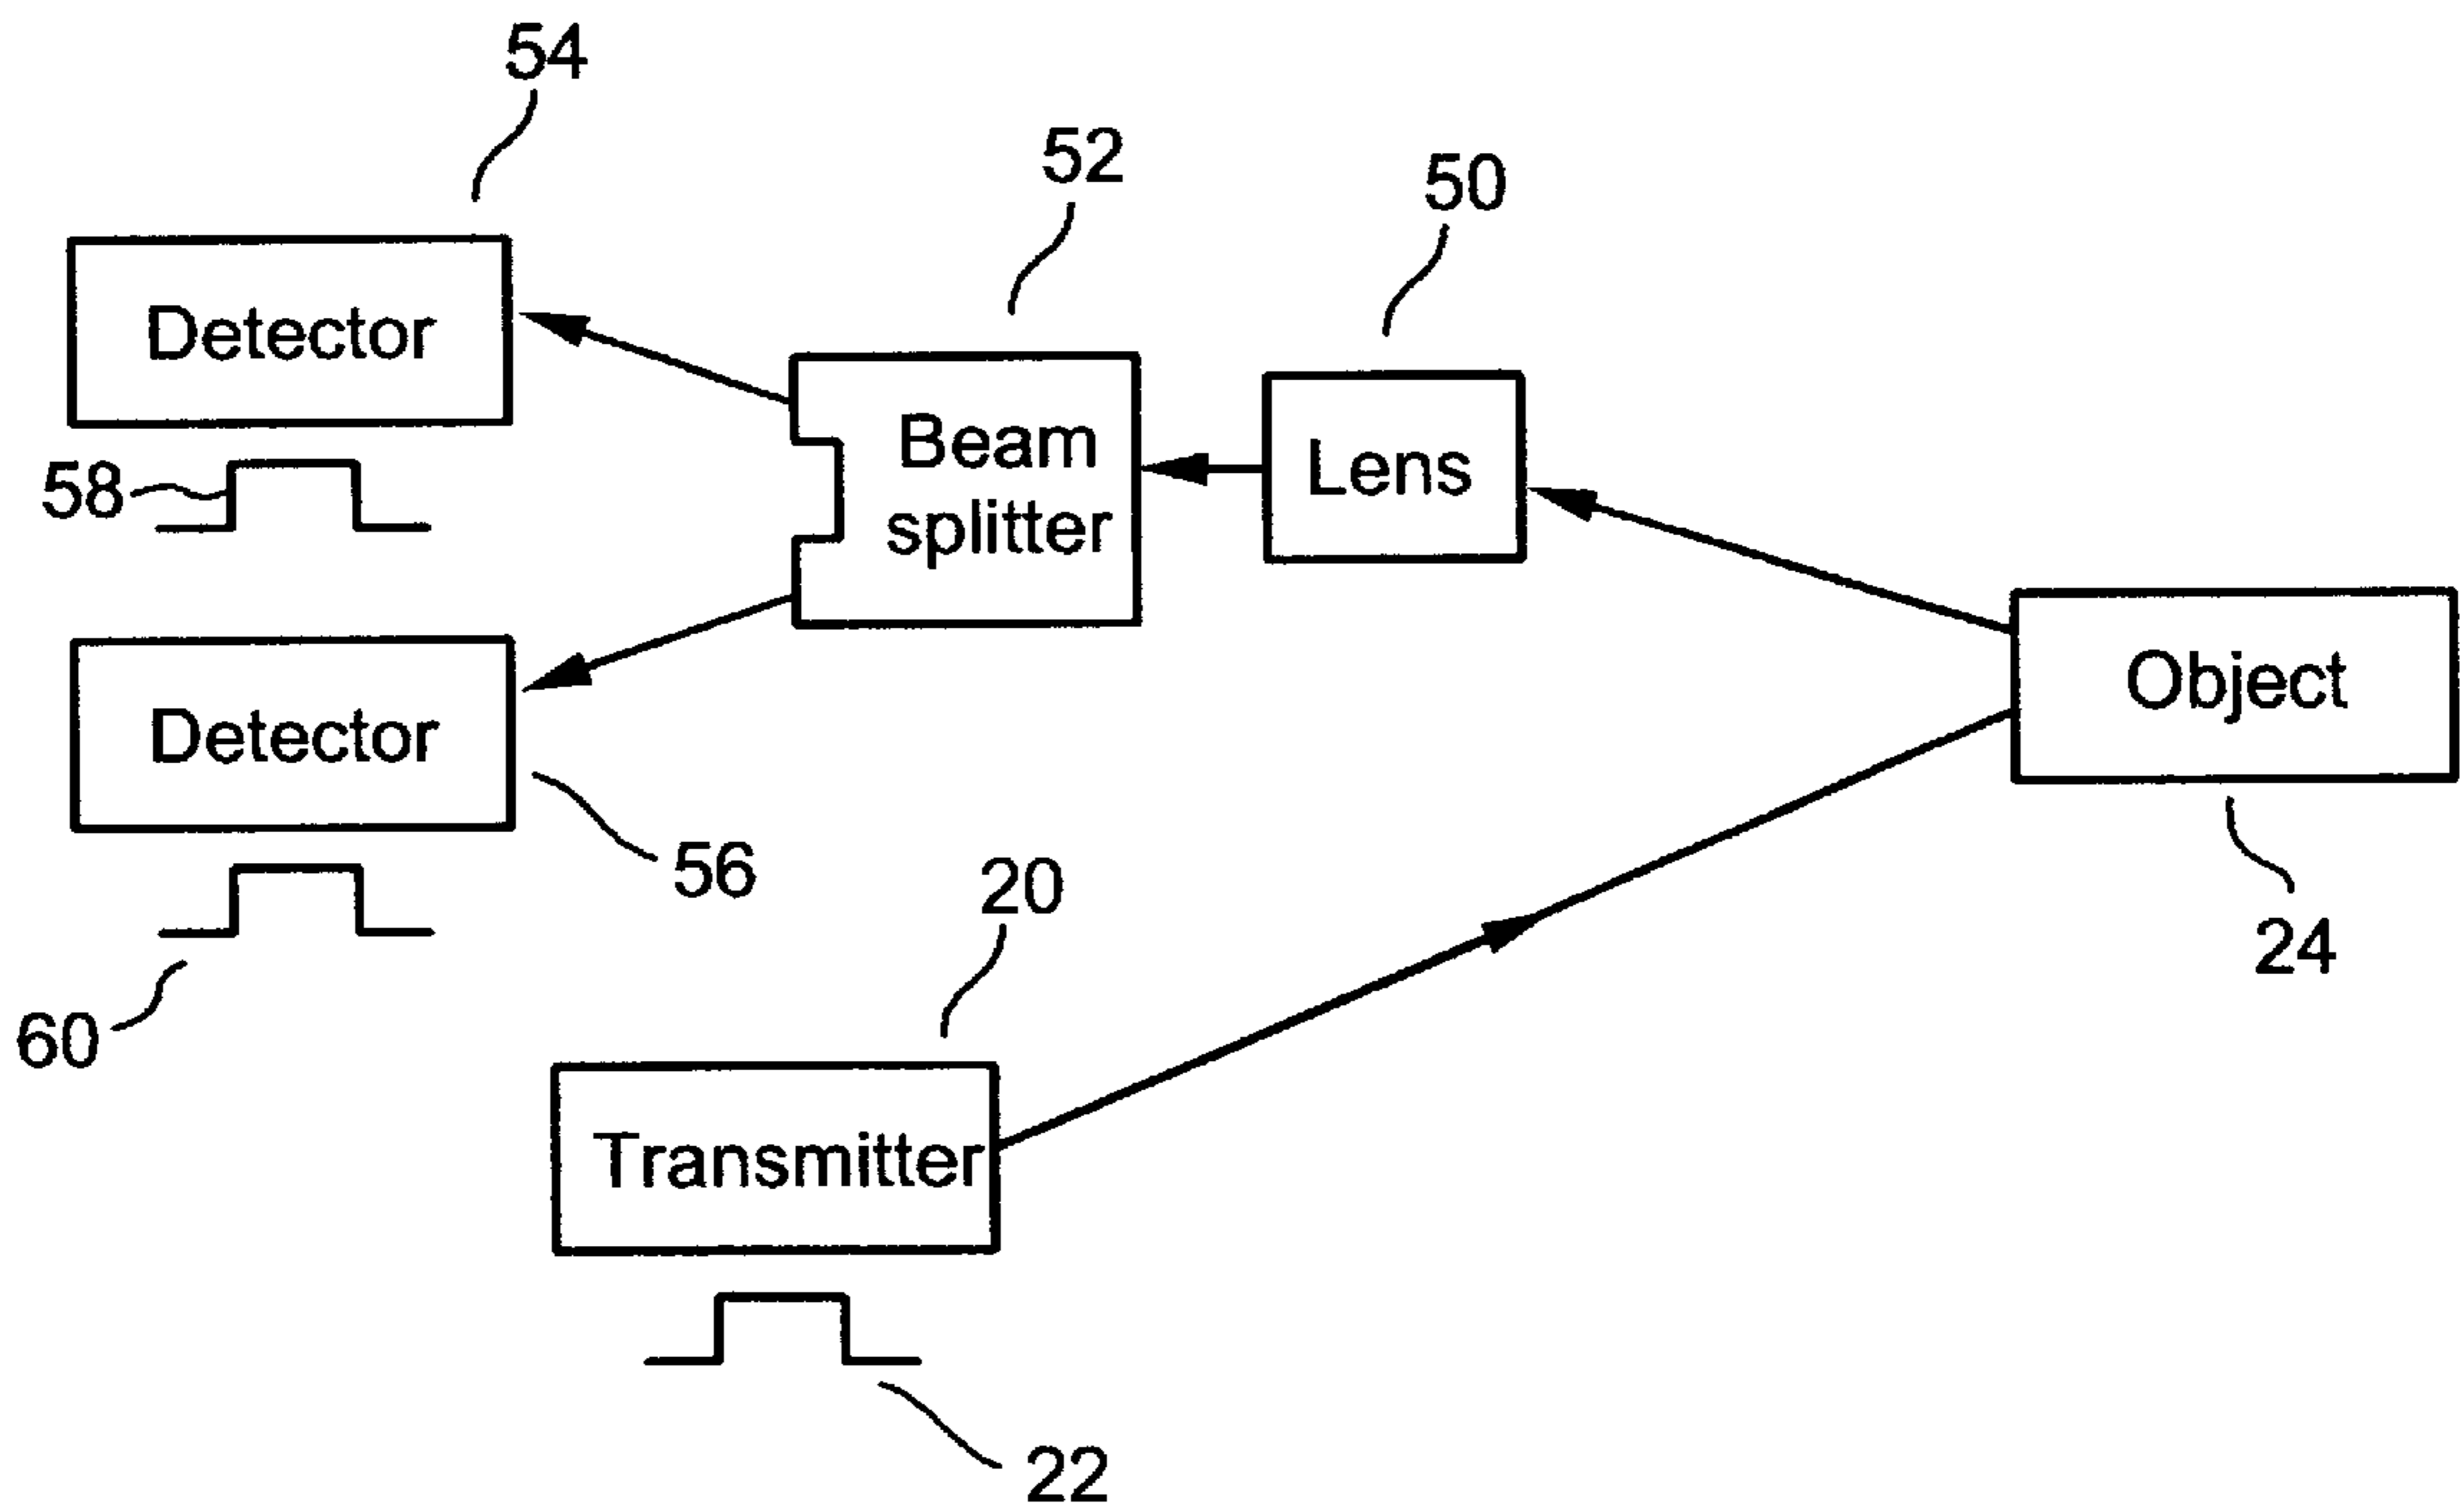 54
52
50
Detector
Beam
splitter
Lens
58
Object
Detector
56
20
24
60
Transmitter
22